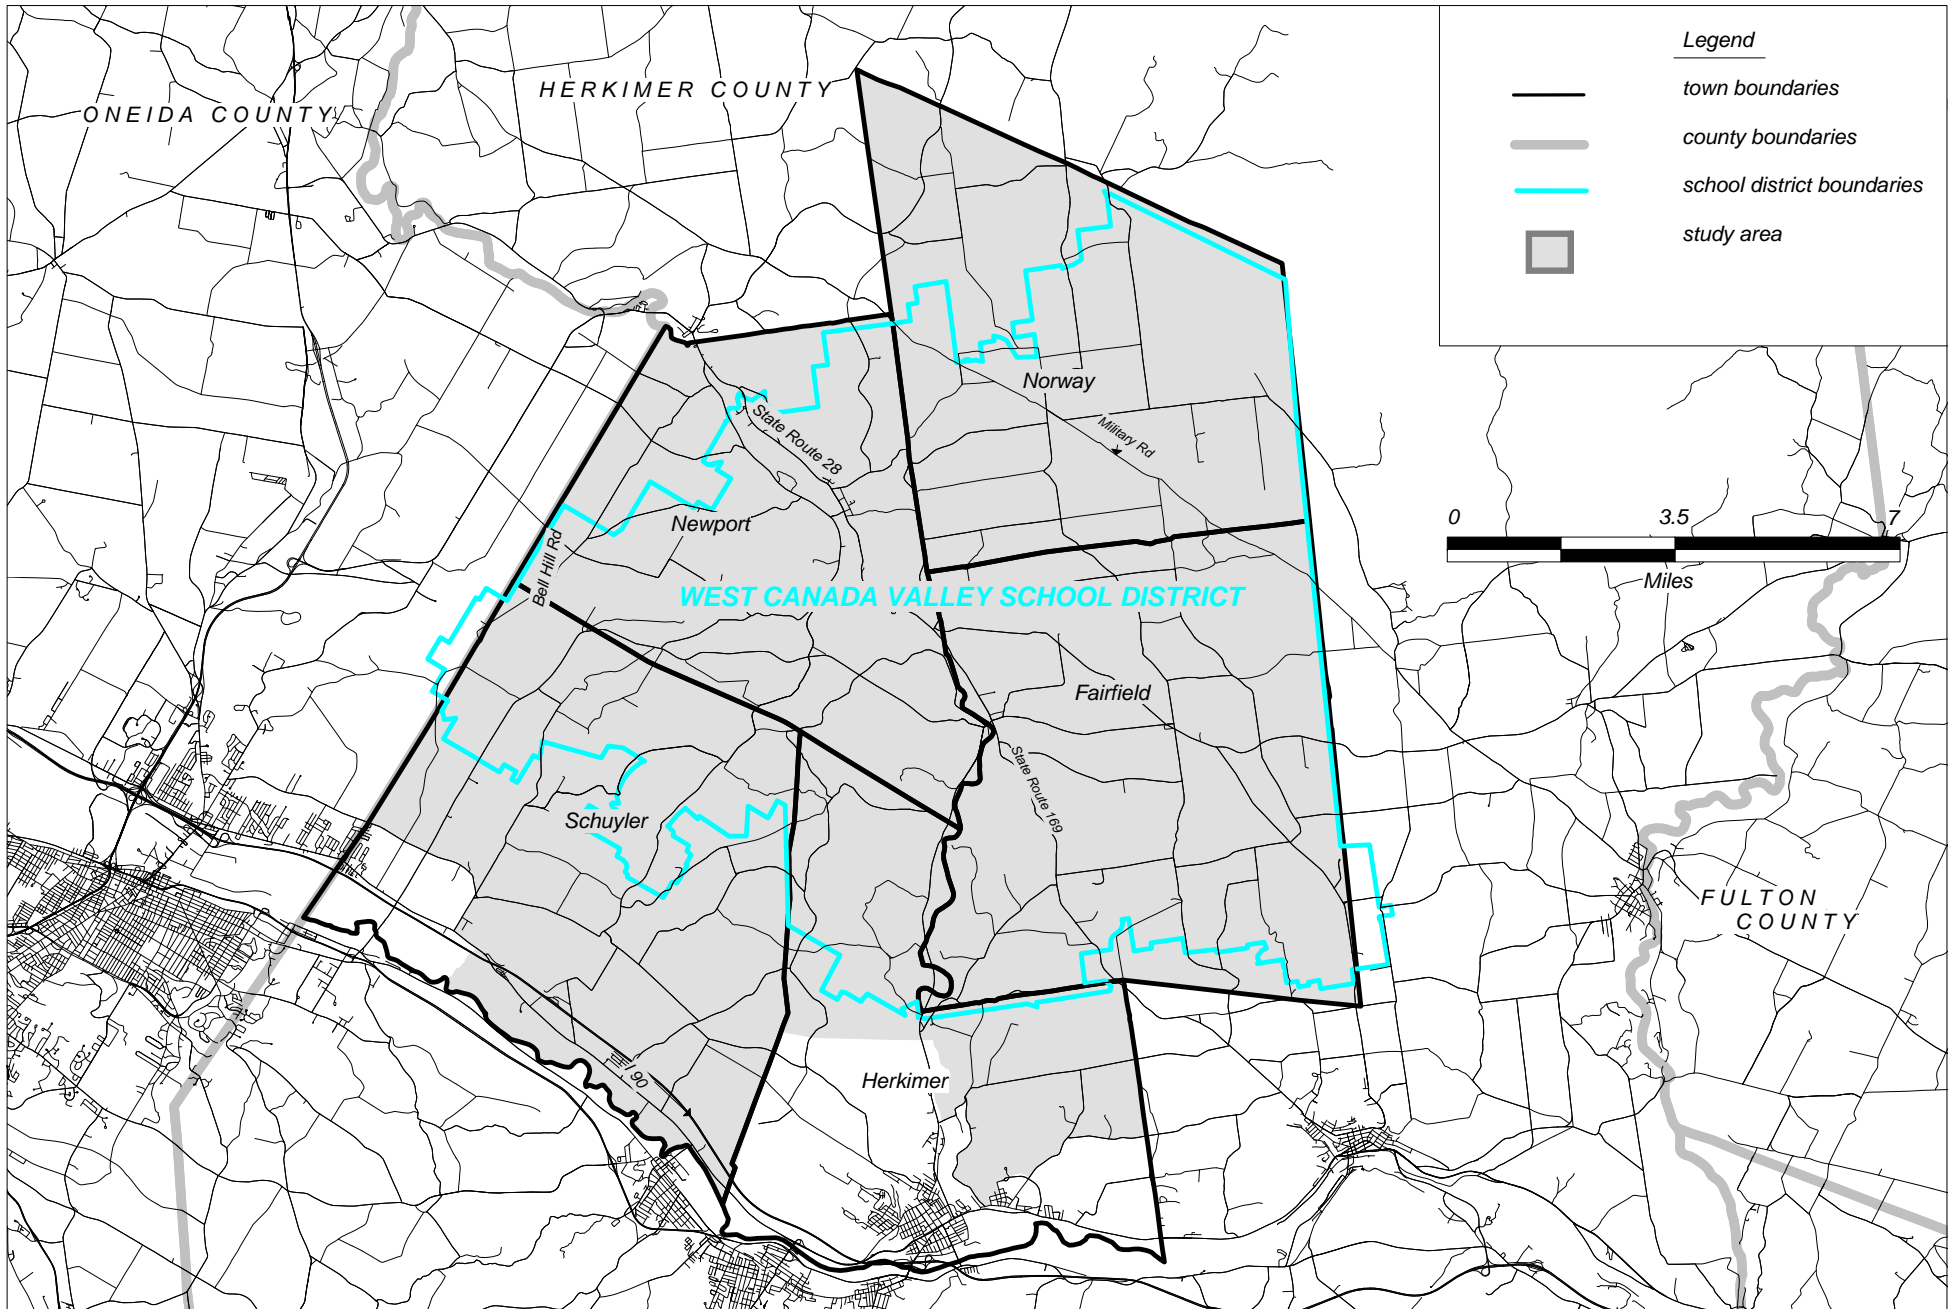 Legend
town boundaries
county boundaries
school district boundaries
study area
HERKIMER COUNTY
ONEIDA COUNTY
Norway
State Route 28
Military Rd
Newport
0 3.5 7
Miles
Bell Hill Rd
WEST CANADA VALLEY SCHOOL DISTRICT
Fairfield
State Route 169
Schuyler
FULTON
COUNTY
I 90
Herkimer